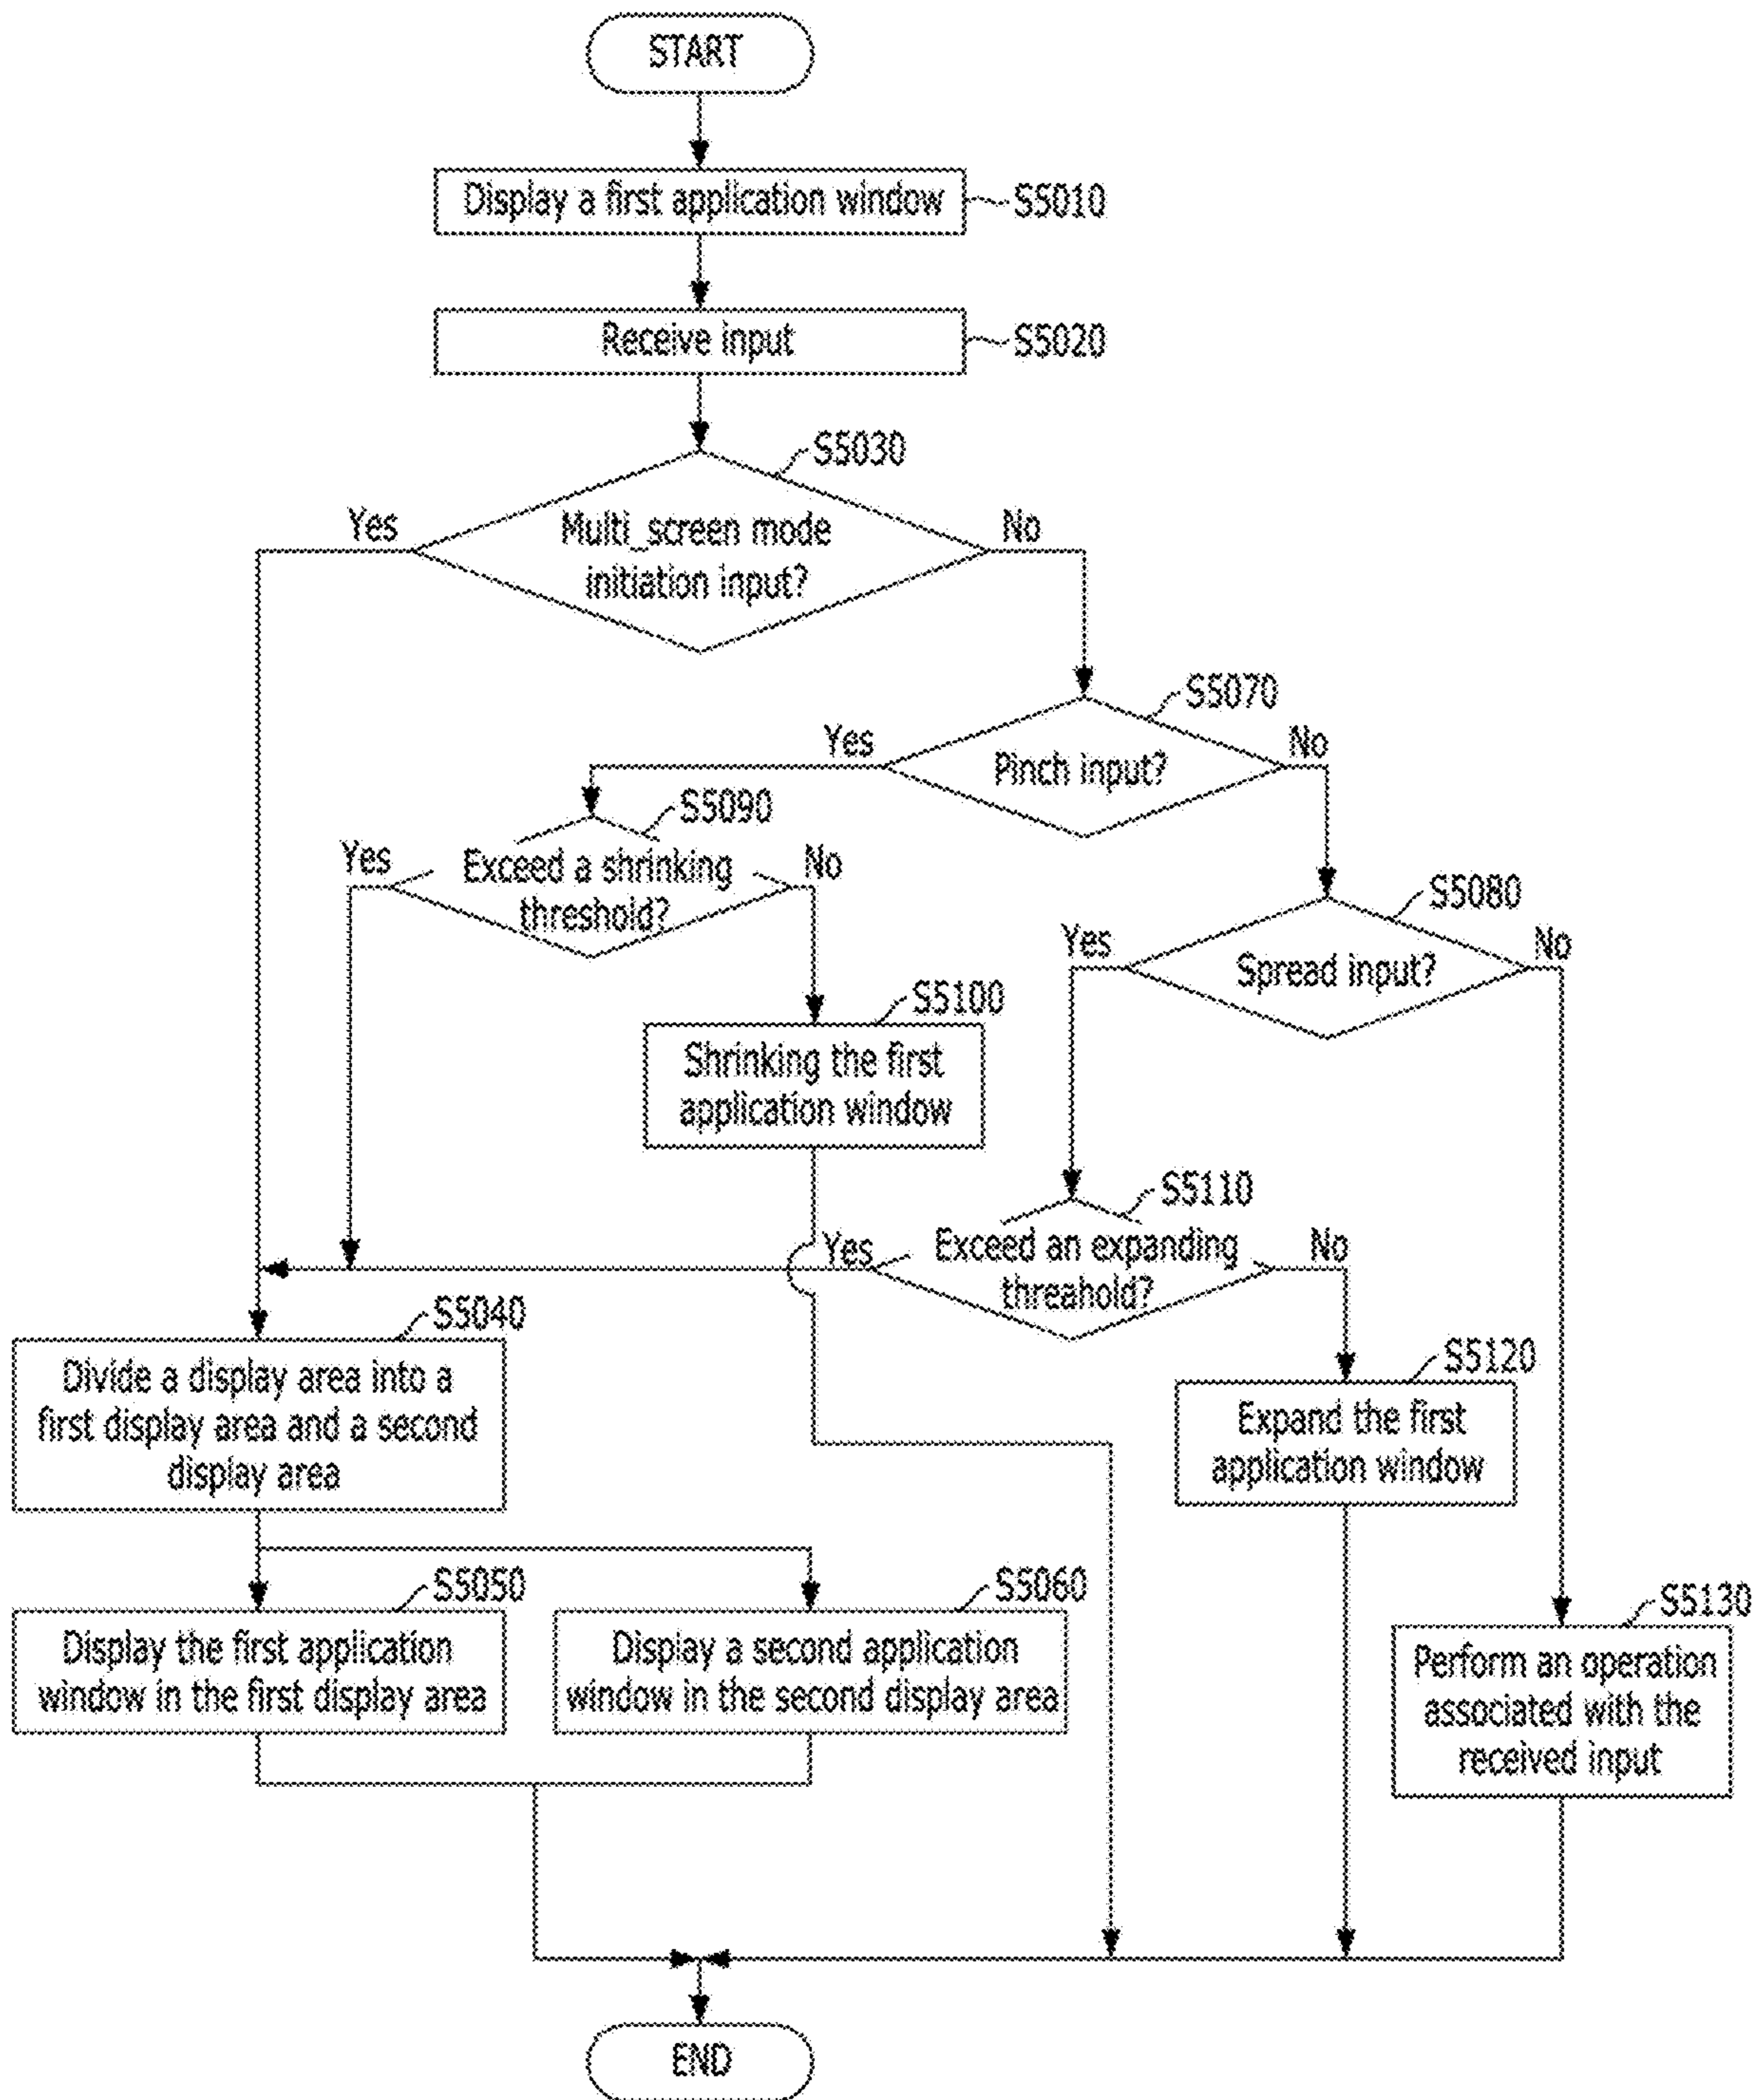 START
Display a first application window
S5010
Receive input
S5020
S5030
Yes
Multi_screen mode
initiation input?
No
S5070
Yes
Pinch input?
No
S5090
Yes
Exceed a shrinking
threshold?
No
S5080
Yes
Spread input?
No
S5100
Shrinking the first
application window
S5110
Yes
Exceed an expanding
threahold?
No
S5040
Divide a display area into a
first display area and a second
display area
S5120
Expand the first
application window
S5050
Display the first application
window in the first display area
S5060
Display a second application
window in the second display area
S5130
Perform an operation
associated with the
received input
END